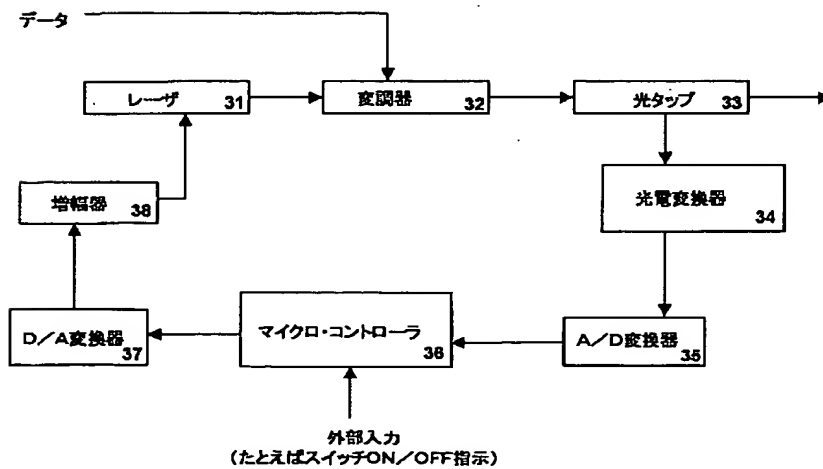 データ
レーザ 31
変調器 32
光タップ 33
増幅器 38
光電変換器 34
D/A変換器 37
マイクロ・コントローラ 36
A/D変換器 35
外部入力
(たとえばスイッチON/OFF指示)